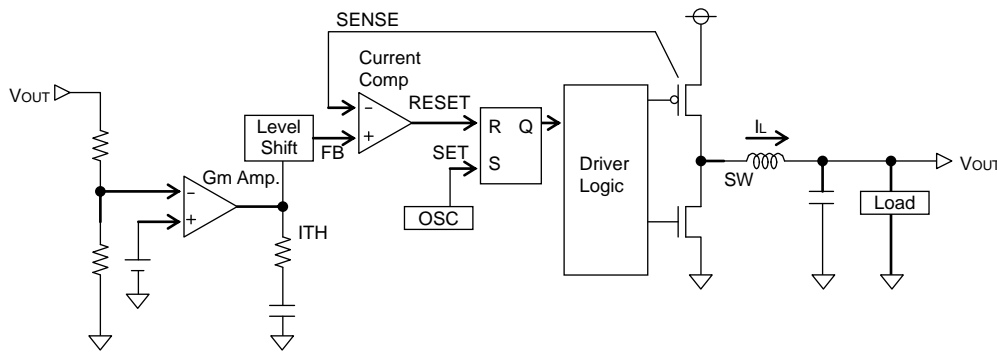 SENSE
Current
Comp
VOUT
RESET
Level
Shift
R Q
IL
FB
SET
S
Driver
Logic
SW
VOUT
Gm Amp.
OSC
Load
ITH